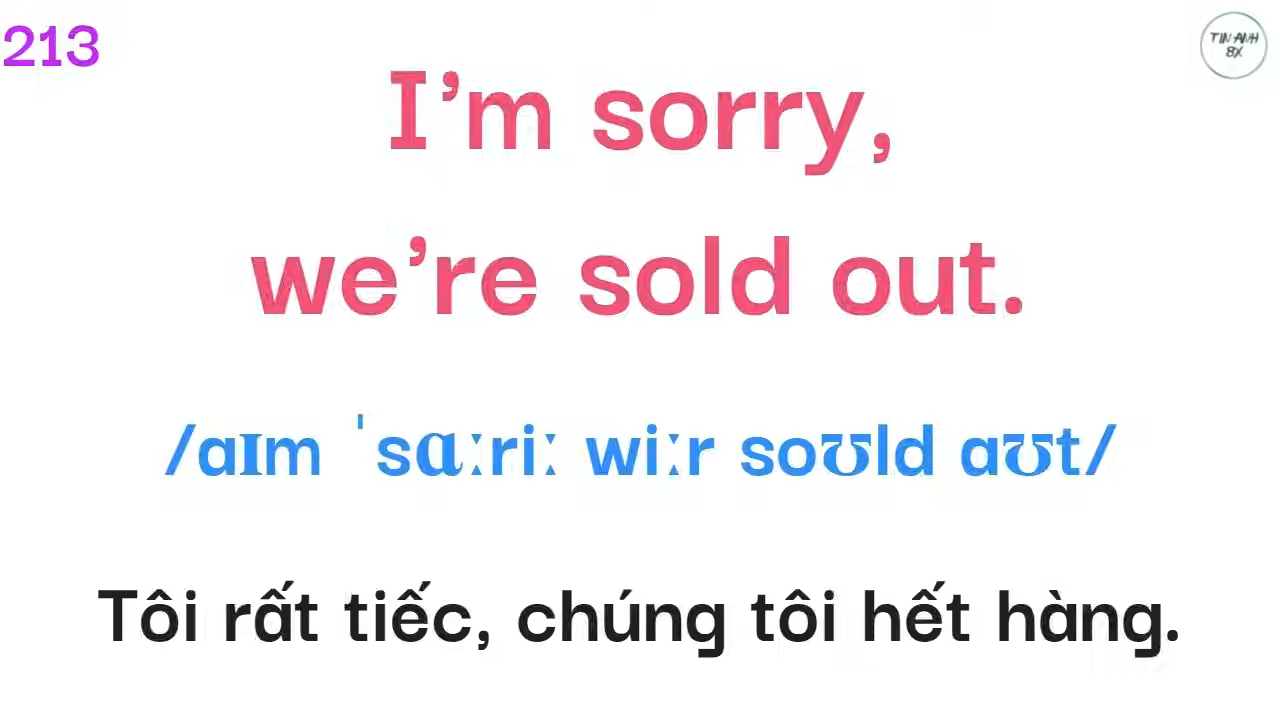 213
TIN ANH
BX
I’m sorry,
we’re sold out.
/aɪm ˈsɑːriː wiːr soʊld aʊt/
Tôi rất tiếc, chúng tôi hết hàng.